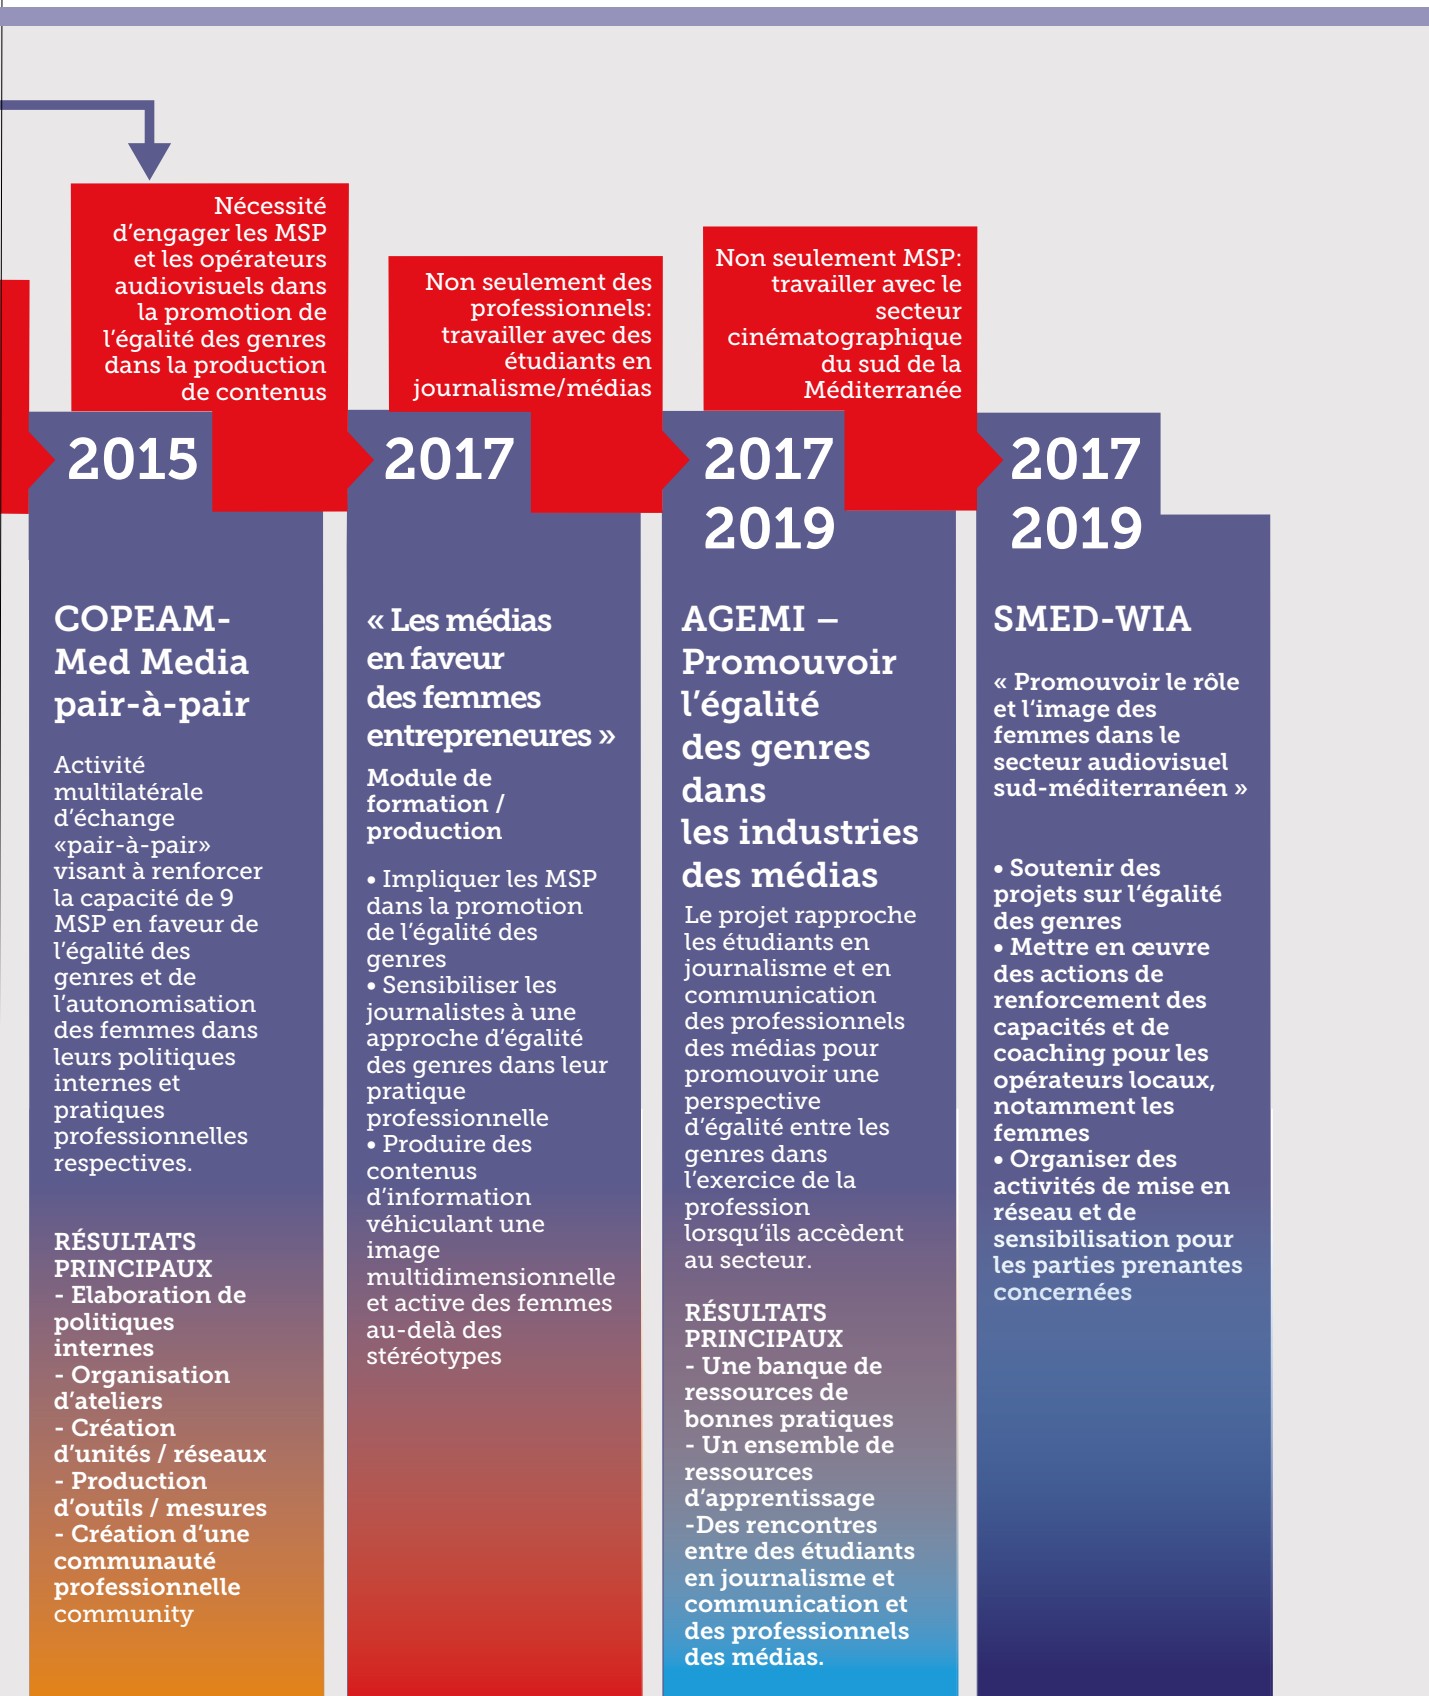 Nécessité
d'engager les MSP
et les opérateurs
audiovisuels dans
la promotion de
l'égalité des genres
dans la production
de contenus
2015
COPEAM-
Med Media
pair-à-pair
Activité
multilatérale
d'échange
«pair-à-pair»
visant à renforcer
la capacité de 9
MSP en faveur de
l'égalité des
genres et de
l'autonomisation
des femmes dans
leurs politiques
internes et
pratiques
professionnelles
respectives.
RÉSULTATS
PRINCIPAUX
- Elaboration de
politiques
internes
- Organisation
d'ateliers
- Création
d'unités / réseaux
- Production
d'outils / mesures
- Création d'une
communauté
professionnelle
community
Non seulement des
professionnels:
travailler avec des
étudiants en
journalisme/médias
2017
« Les médias
en faveur
des femmes
entrepreneures »
Module de
formation /
production
• Impliquer les MSP
dans la promotion
de l'égalité des
genres
• Sensibiliser les
journalistes à une
approche d'égalité
des genres dans leur
pratique
professionnelle
• Produire des
contenus
d'information
véhiculant une
image
multidimensionnelle
et active des femmes
au-delà des
stéréotypes
Non seulement MSP:
travailler avec le
secteur
cinématographique
du sud de la
Méditerranée
2017
2019
AGEMI –
Promouvoir
l'égalité
des genres
dans
les industries
des médias
Le projet rapproche
les étudiants en
journalisme et en
communication
des professionnels
des médias pour
promouvoir une
perspective
d'égalité entre les
genres dans
l'exercice de la
profession
lorsqu'ils accèdent
au secteur.
RÉSULTATS
PRINCIPAUX
- Une banque de
ressources de
bonnes pratiques
- Un ensemble de
ressources
d'apprentissage
-Des rencontres
entre des étudiants
en journalisme et
communication et
des professionnels
des médias.
2017
2019
SMED-WIA
« Promouvoir le rôle
et l'image des
femmes dans le
secteur audiovisuel
sud-méditerranéen »
• Soutenir des
projets sur l'égalité
des genres
• Mettre en œuvre
des actions de
renforcement des
capacités et de
coaching pour les
opérateurs locaux,
notamment les
femmes
• Organiser des
activités de mise en
réseau et de
sensibilisation pour
les parties prenantes
concernées